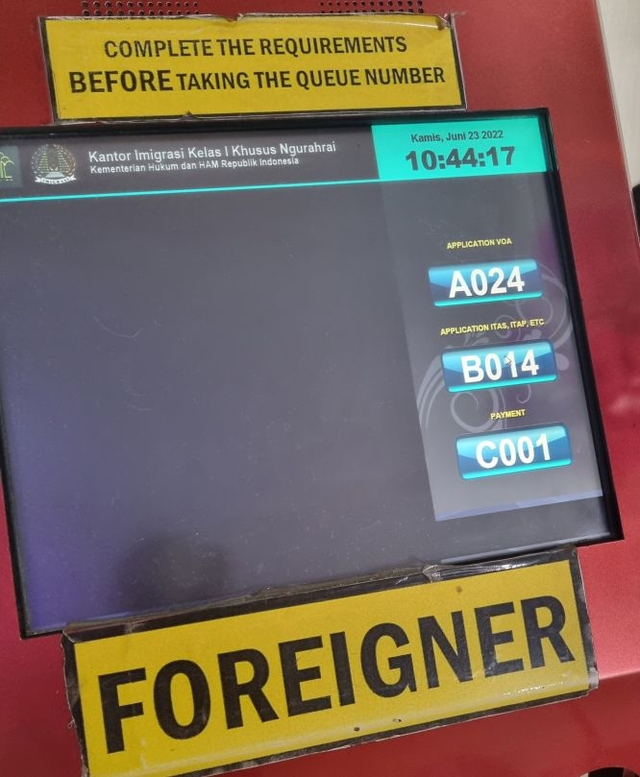 COMPLETE THE REQUIREMENTS
BEFORE TAKING THE QUEUE NUMBER
Kantor Imigrasi Kelas I Khusus Ngurahrai
Kementerian Hukum dan HAM Republik Indonesia
Kamis, Juni 23 2022
10:44:17
APPLICATION VOA
A024
APPLICATION ITAS, ITAP, ETC
B014
PAYMENT
C001
FOREIGNER